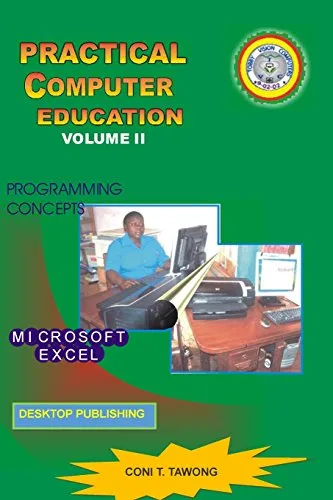 PRACTICAL
COMPUTER
EDUCATION
VOLUME II
PROGRAMMING
CONCEPTS
MICROSOFT
EXCEL
DESKTOP PUBLISHING
CONI T. TAWONG